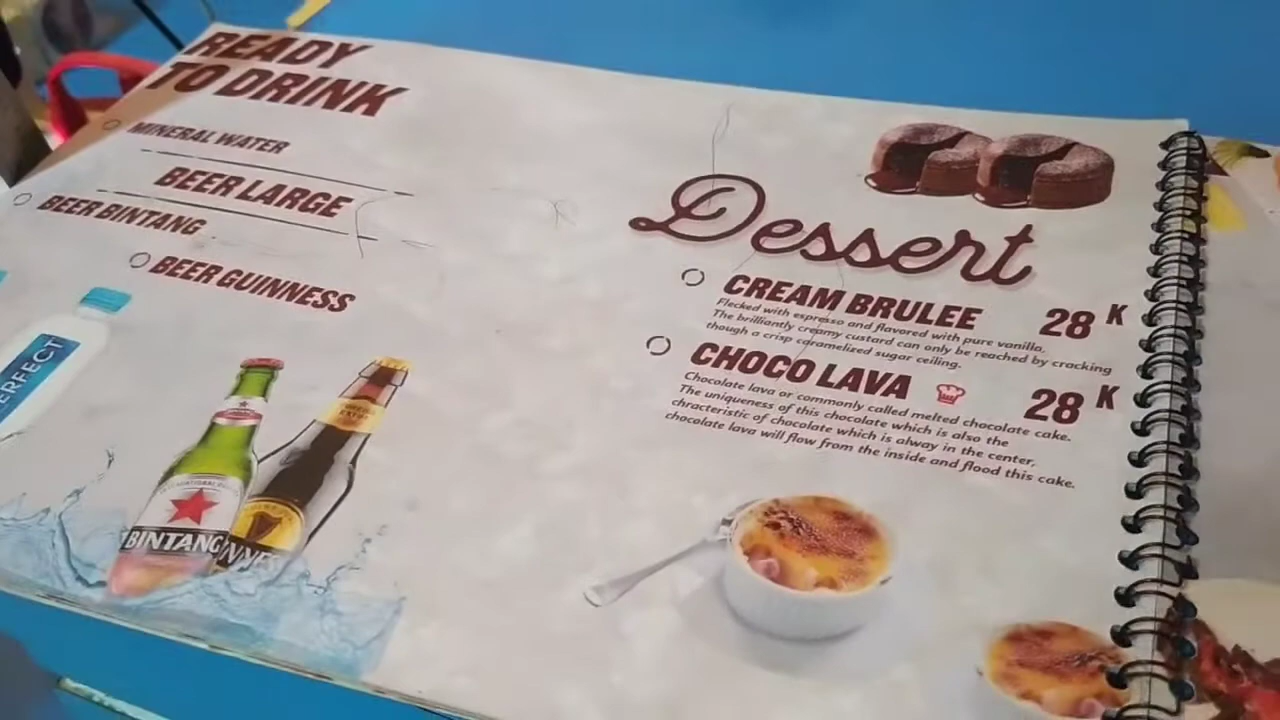 READY
TO DRINK
MINERAL WATER
BEER LARGE
BEER BINTANG
BEER GUINNESS
BINTANG
Dessert
CREAM BRULEE 28 K
Flecked with espresso and flavored with pure vanilla.
The brilliantly creamy custard can only be reached by cracking
though a crisp caramelized sugar ceiling.
CHOCO LAVA 28 K
Chocolate lava or commonly called melted chocolate cake.
The uniqueness of this chocolate which is also the
chracteristic of chocolate which is alway in the center,
chocolate lava will flow from the inside and flood this cake.